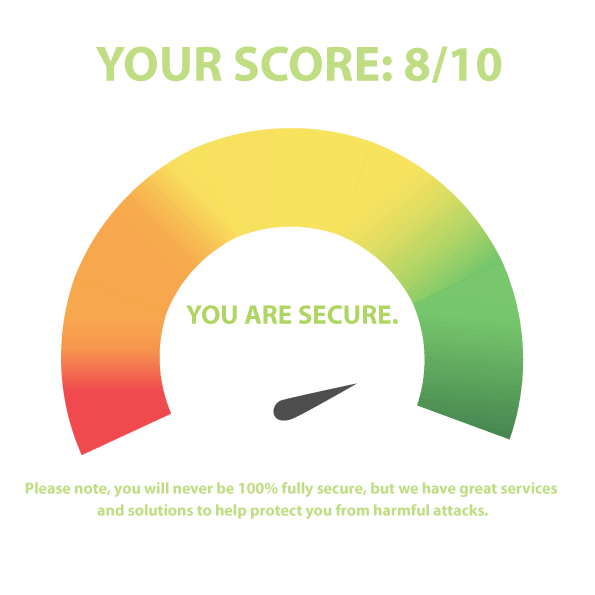 YOUR SCORE: 8/10
YOU ARE SECURE.
Please note, you will never be 100% fully secure, but we have great services
and solutions to help protect you from harmful attacks.